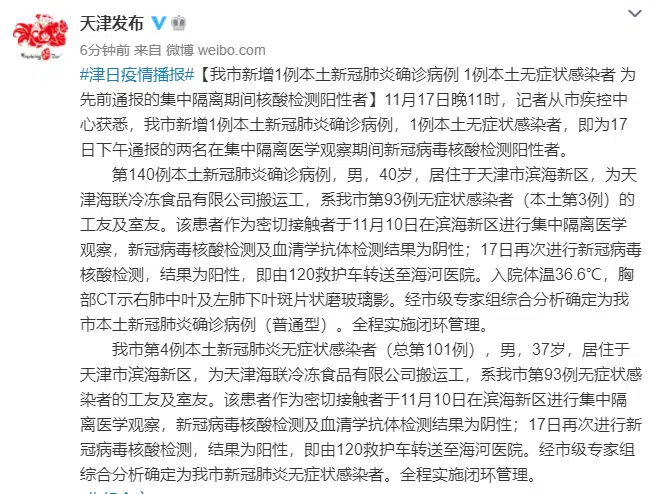 天津发布
6分钟前 来自 微博 weibo.com
#津日疫情播报#【我市新增1例本土新冠肺炎确诊病例 1例本土无症状感染者 为
先前通报的集中隔离期间核酸检测阳性者】11月17日晚11时，记者从市疾控中
心获悉，我市新增1例本土新冠肺炎确诊病例，1例本土无症状感染者，即为17
日下午通报的两名在集中隔离医学观察期间新冠病毒核酸检测阳性者。
第140例本土新冠肺炎确诊病例，男，40岁，居住于天津市滨海新区，为天
津海联冷冻食品有限公司搬运工，系我市第93例无症状感染者（本土第3例）的
工友及室友。该患者作为密切接触者于11月10日在滨海新区进行集中隔离医学
观察，新冠病毒核酸检测及血清学抗体检测结果为阴性；17日再次进行新冠病毒
核酸检测，结果为阳性，即由120救护车转送至海河医院。入院体温36.6℃，胸
部CT示右肺中叶及左肺下叶斑片状磨玻璃影。经市级专家组综合分析确定为我
市本土新冠肺炎确诊病例（普通型）。全程实施闭环管理。
我市第4例本土新冠肺炎无症状感染者（总第101例），男，37岁，居住于
天津市滨海新区，为天津海联冷冻食品有限公司搬运工，系我市第93例无症状感
染者的工友及室友。该患者作为密切接触者于11月10日在滨海新区进行集中隔
离医学观察，新冠病毒核酸检测及血清学抗体检测结果为阴性；17日再次进行新
冠病毒核酸检测，结果为阳性，即由120救护车转送至海河医院。经市级专家组
综合分析确定为我市新冠肺炎无症状感染者。全程实施闭环管理。